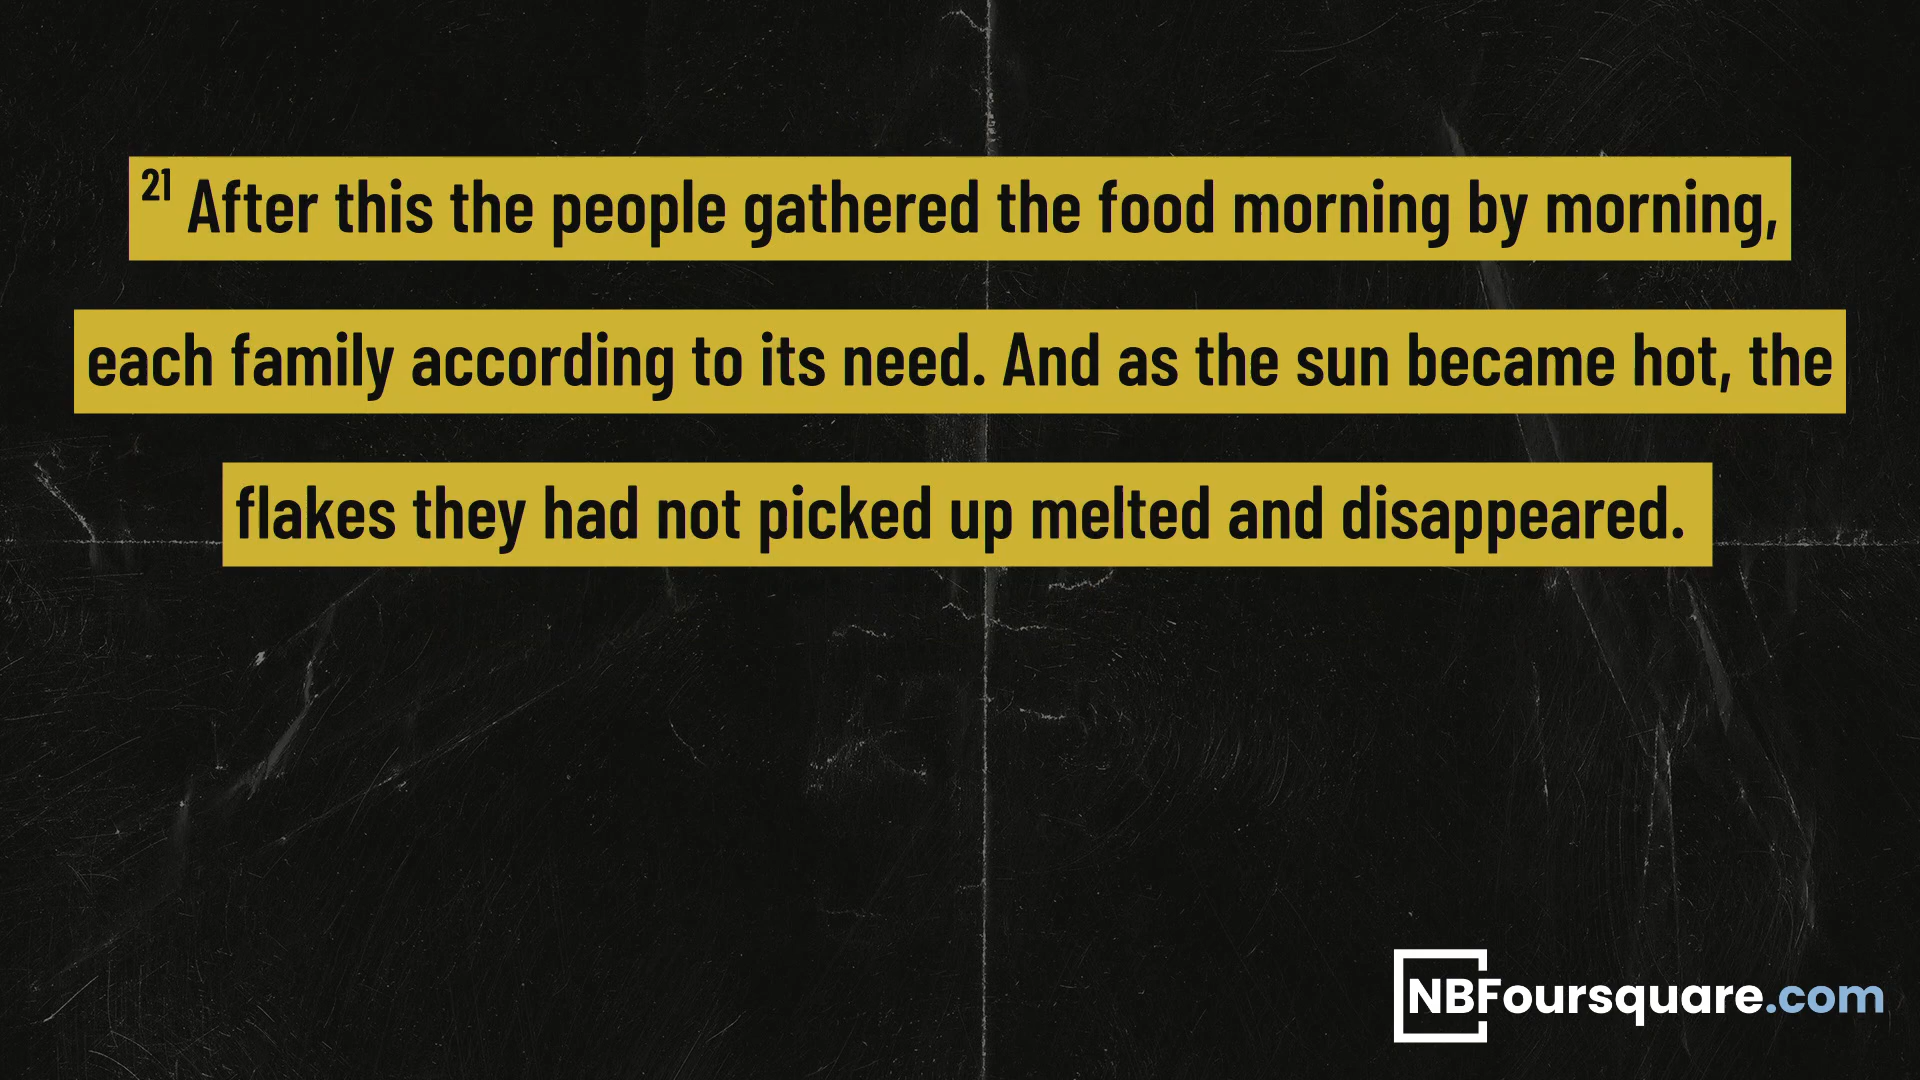 21 After this the people gathered the food morning by morning,
each family according to its need. And as the sun became hot, the
flakes they had not picked up melted and disappeared.
NBFoursquare.com